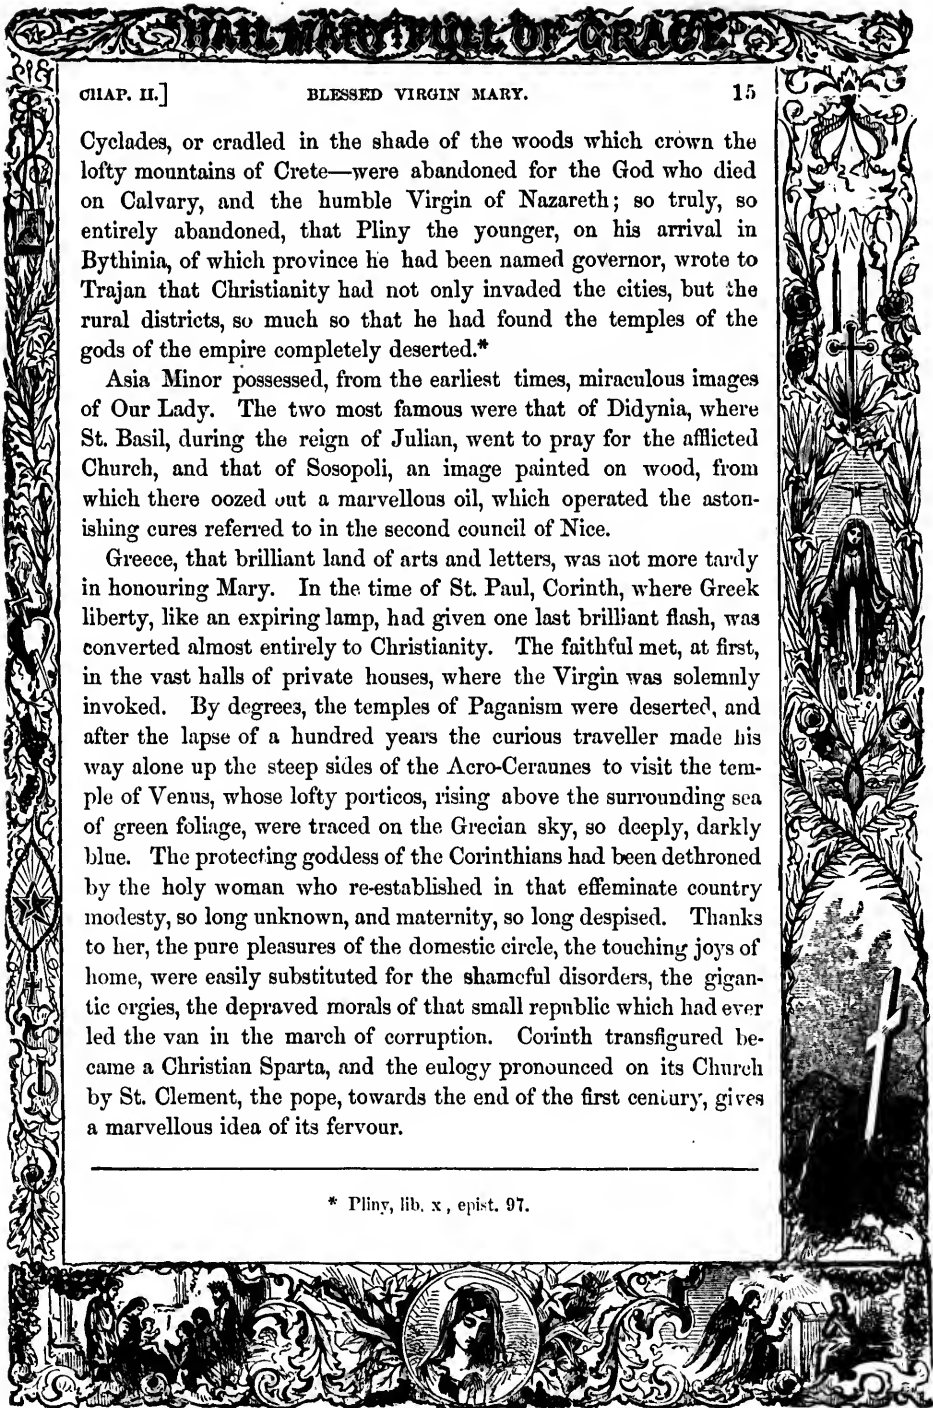 HAIL MARY FULL OF GRACE
CHAP. II.] BLESSED VIRGIN MARY. 15
Cyclades, or cradled in the shade of the woods which crown the
lofty mountains of Crete—were abandoned for the God who died
on Calvary, and the humble Virgin of Nazareth; so truly, so
entirely abandoned, that Pliny the younger, on his arrival in
Bythinia, of which province he had been named governor, wrote to
Trajan that Christianity had not only invaded the cities, but the
rural districts, so much so that he had found the temples of the
gods of the empire completely deserted.*
Asia Minor possessed, from the earliest times, miraculous images
of Our Lady. The two most famous were that of Didynia, where
St. Basil, during the reign of Julian, went to pray for the afflicted
Church, and that of Sosopoli, an image painted on wood, from
which there oozed out a marvellous oil, which operated the aston-
ishing cures referred to in the second council of Nice.
Greece, that brilliant land of arts and letters, was not more tardy
in honouring Mary. In the time of St. Paul, Corinth, where Greek
liberty, like an expiring lamp, had given one last brilliant flash, was
converted almost entirely to Christianity. The faithful met, at first,
in the vast halls of private houses, where the Virgin was solemnly
invoked. By degrees, the temples of Paganism were deserted, and
after the lapse of a hundred years the curious traveller made his
way alone up the steep sides of the Acro-Ceraunes to visit the tem-
ple of Venus, whose lofty porticos, rising above the surrounding sea
of green foliage, were traced on the Grecian sky, so deeply, darkly
blue. The protecting goddess of the Corinthians had been dethroned
by the holy woman who re-established in that effeminate country
modesty, so long unknown, and maternity, so long despised. Thanks
to her, the pure pleasures of the domestic circle, the touching joys of
home, were easily substituted for the shameful disorders, the gigan-
tic orgies, the depraved morals of that small republic which had ever
led the van in the march of corruption. Corinth transfigured be-
came a Christian Sparta, and the eulogy pronounced on its Church
by St. Clement, the pope, towards the end of the first century, gives
a marvellous idea of its fervour.
* Pliny, lib. x, epist. 97.